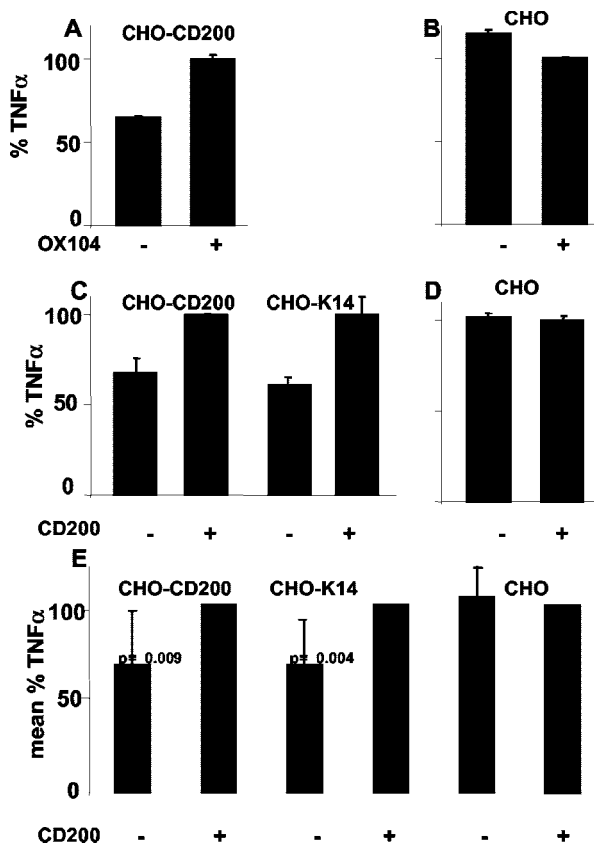 A
B
CHO-CD200
CHO
100
50
0
% TNFα
OX104
-
+
-
+
C
D
CHO-CD200
CHO-K14
CHO
100
50
0
% TNFα
CD200
-
+
-
+
-
+
E
CHO-CD200
CHO-K14
CHO
100
50
0
mean % TNFα
p= 0.009
p= 0.004
CD200
-
+
-
+
-
+